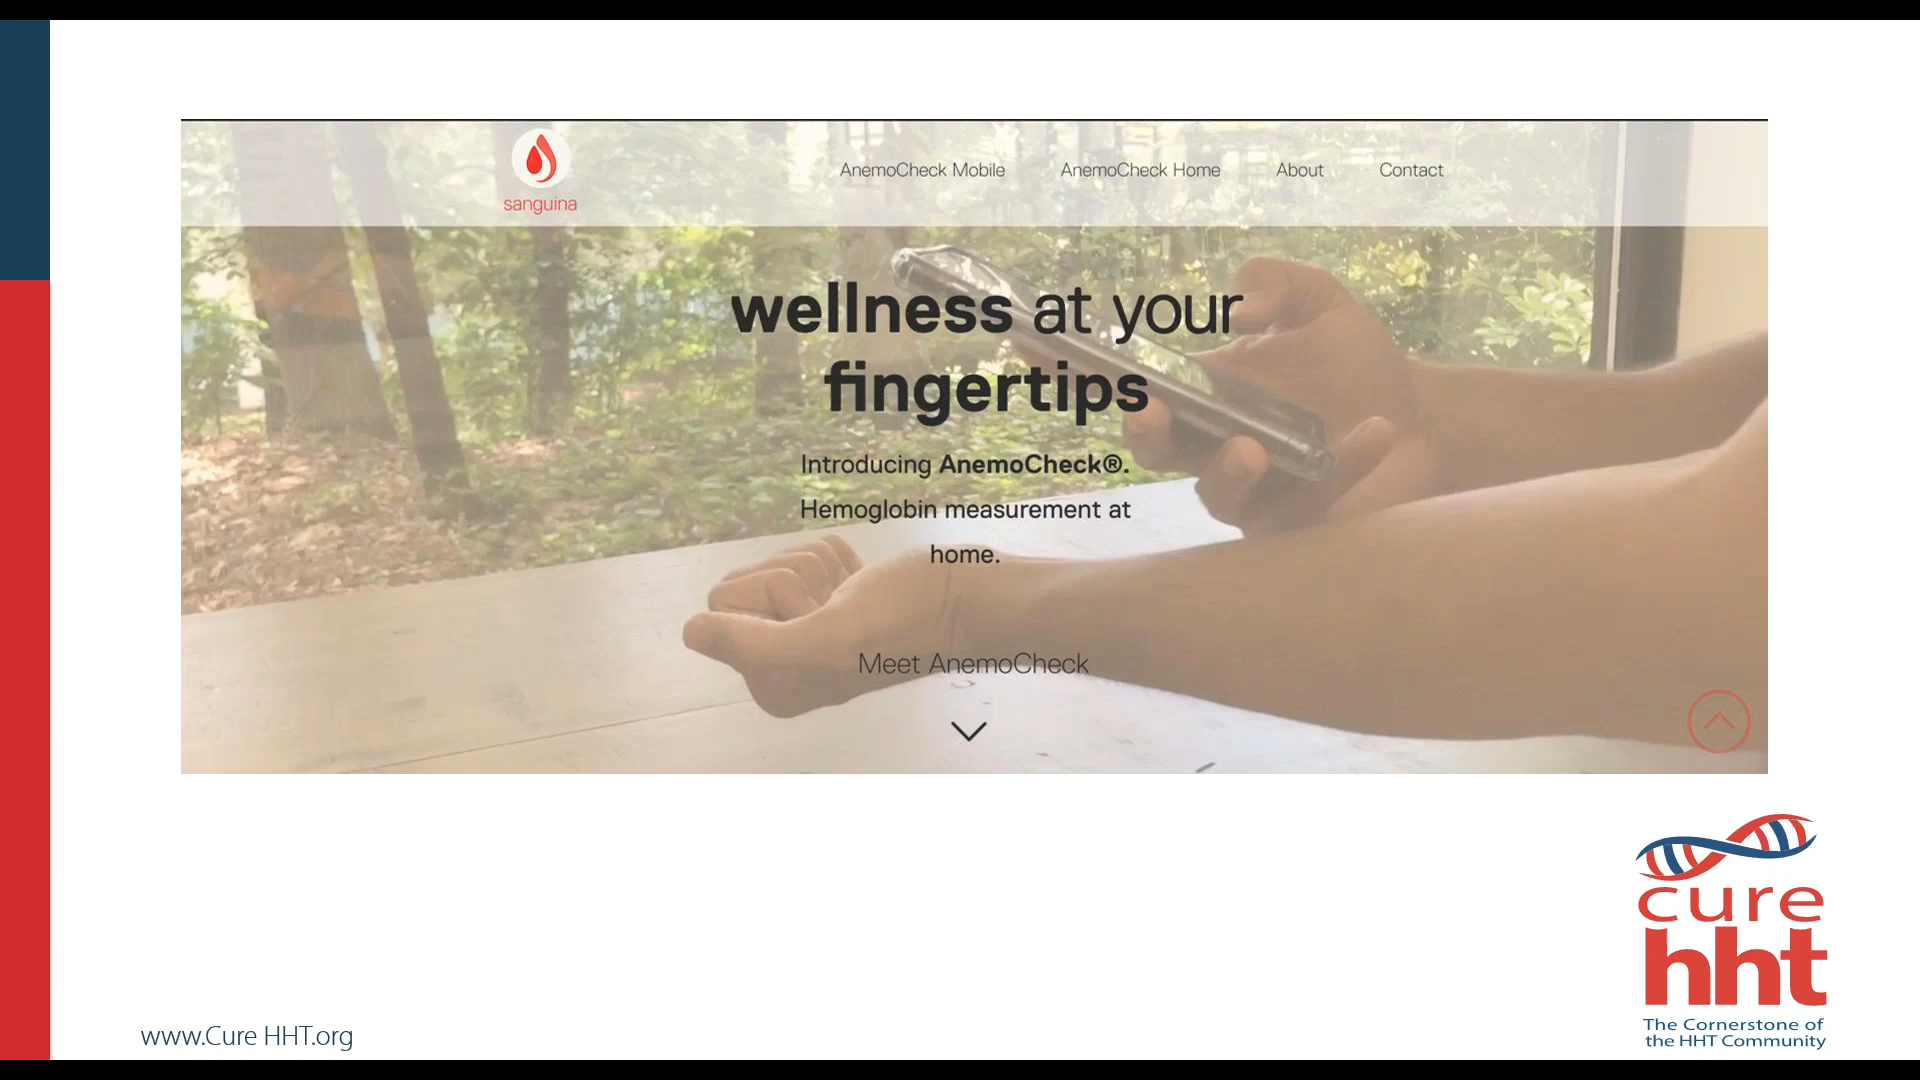 sanguina
AnemoCheck Mobile
AnemoCheck Home
About
Contact
wellness at your
fingertips
Introducing AnemoCheck®.
Hemoglobin measurement at
home.
Meet AnemoCheck
cure
hht
The Cornerstone of
the HHT Community
www.Cure HHT.org